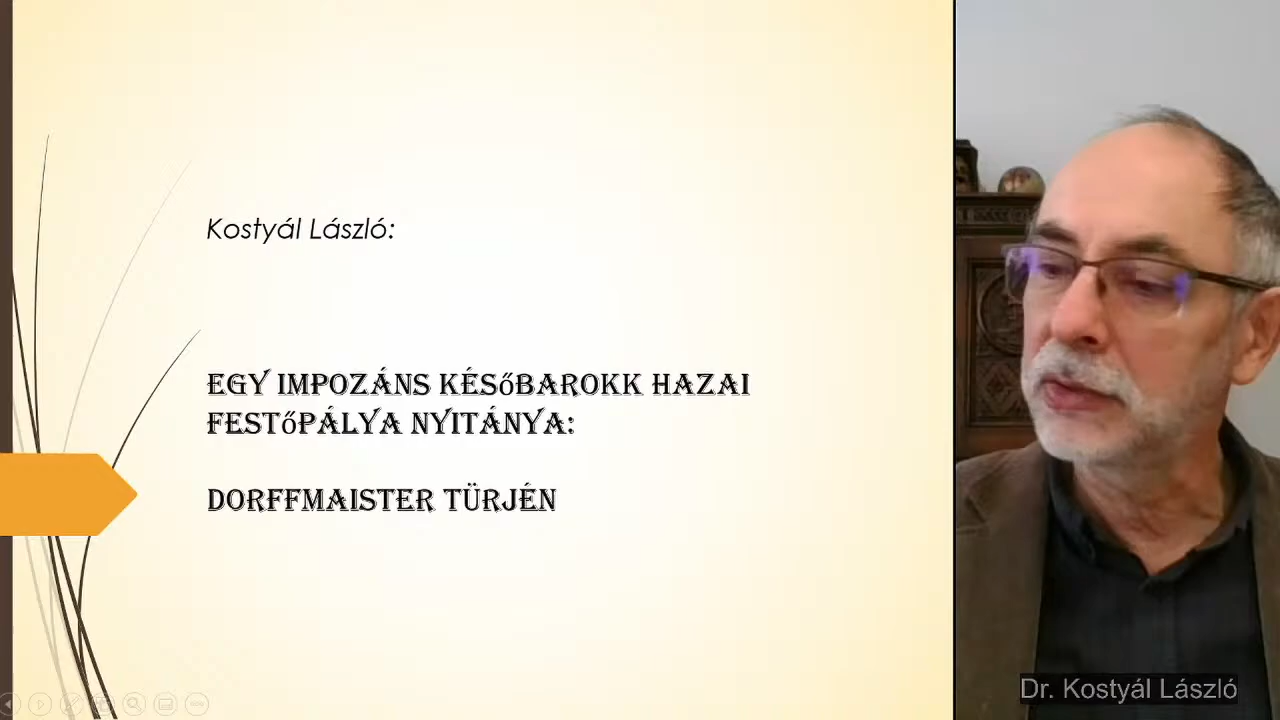 Kostyál László:
EGY IMPOZÁNS KÉSőBAROKK HAZAI
FESTőPÁLYA NYITÁNYA:
DORFFMAISTER TÜRJÉN
Dr. Kostyál László